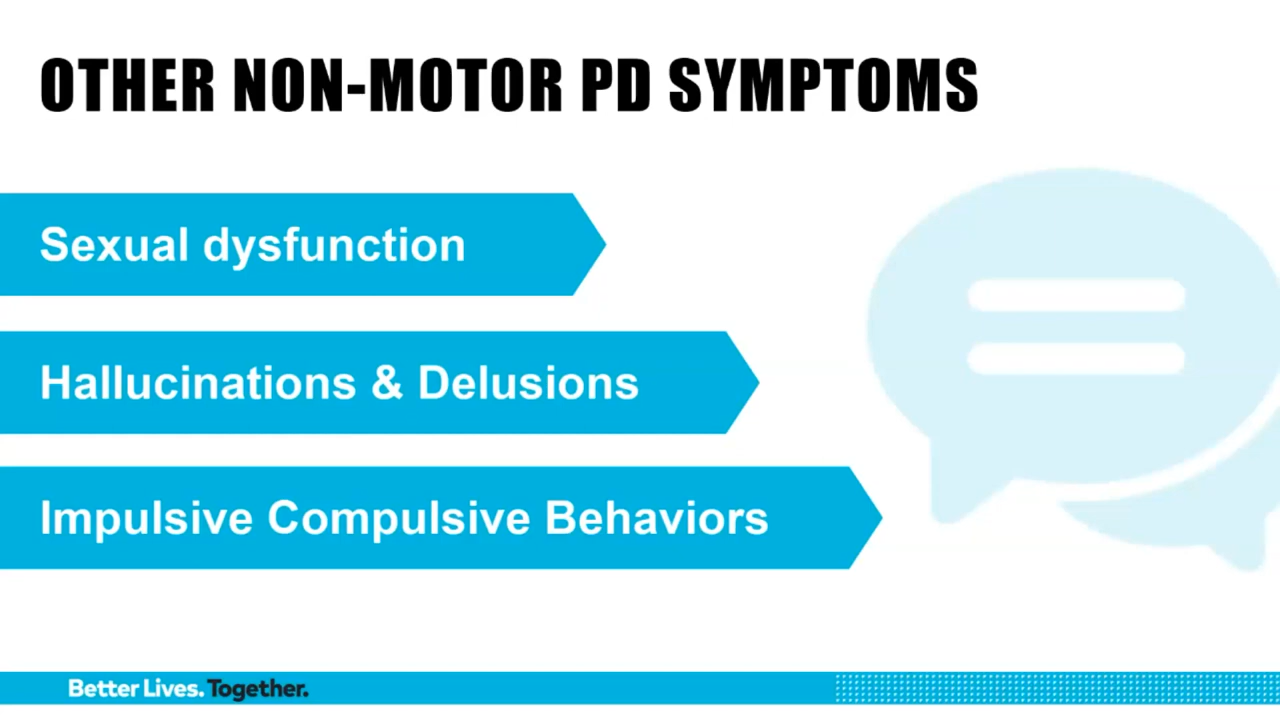 OTHER NON-MOTOR PD SYMPTOMS
Sexual dysfunction
Hallucinations & Delusions
Impulsive Compulsive Behaviors
Better Lives. Together.